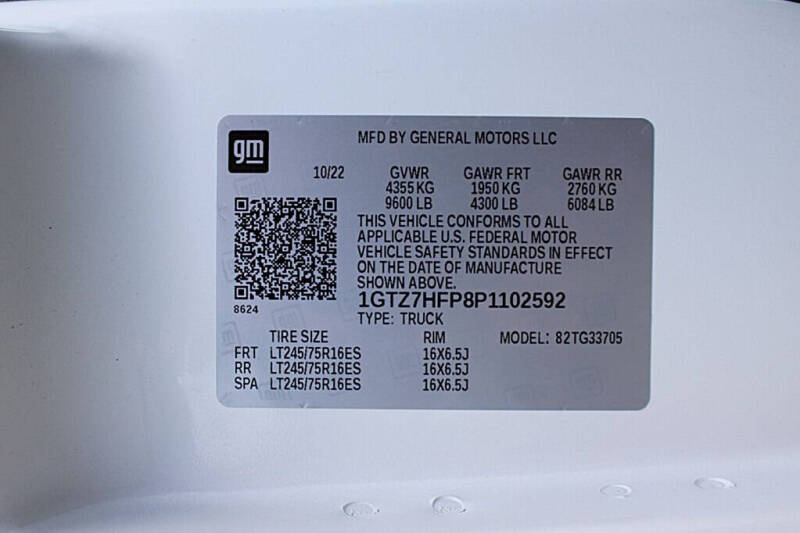 gm
MFD BY GENERAL MOTORS LLC
10/22 GVWR GAWR FRT GAWR RR
4355 KG 1950 KG 2760 KG
9600 LB 4300 LB 6084 LB
THIS VEHICLE CONFORMS TO ALL
APPLICABLE U.S. FEDERAL MOTOR
VEHICLE SAFETY STANDARDS IN EFFECT
ON THE DATE OF MANUFACTURE
SHOWN ABOVE.
1GTZ7HFP8P1102592
8624
TYPE: TRUCK
TIRE SIZE RIM MODEL: 82TG33705
FRT LT245/75R16ES 16X6.5J
RR LT245/75R16ES 16X6.5J
SPA LT245/75R16ES 16X6.5J